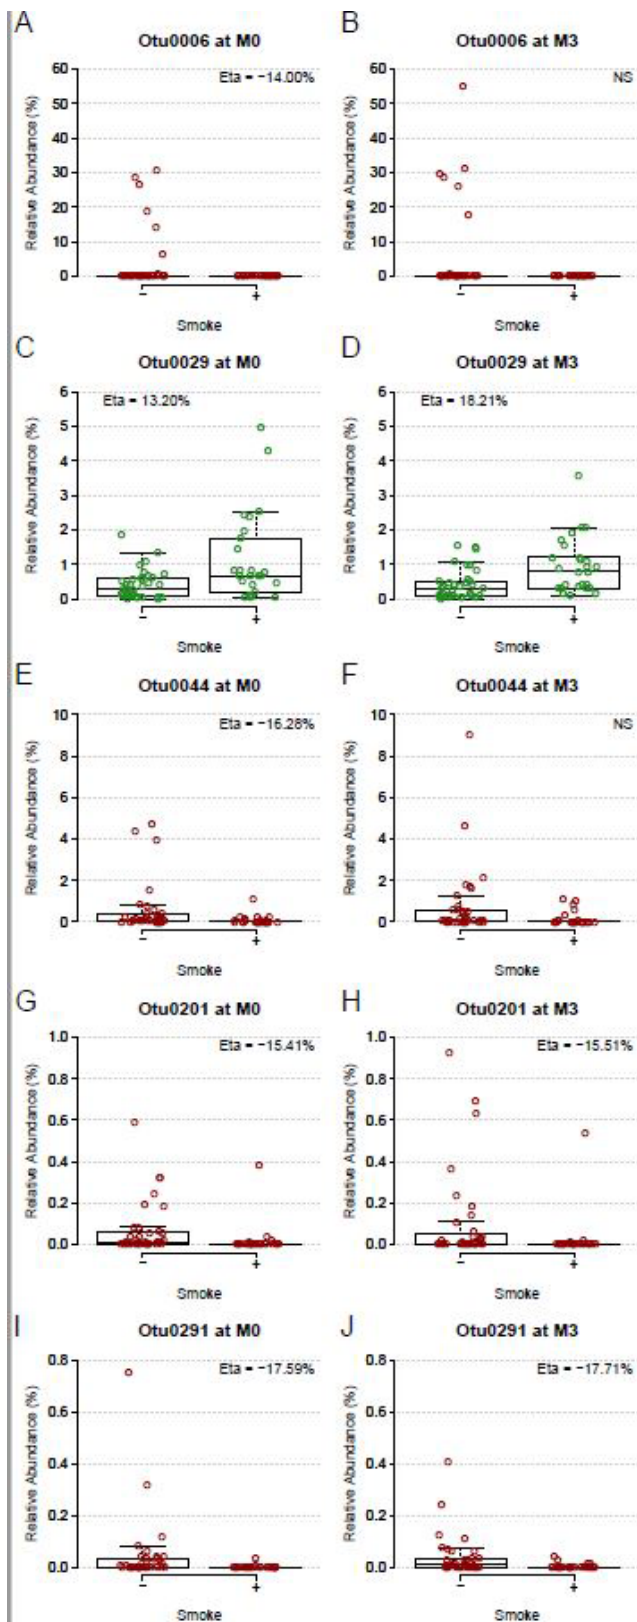 A
Otu0006 at M0
Eta = −14.00%
Relative Abundance (%)
60
50
40
30
20
10
0
−
+
Smoke
B
Otu0006 at M3
NS
Relative Abundance (%)
60
50
40
30
20
10
0
−
+
Smoke
C
Otu0029 at M0
Eta = 13.20%
Relative Abundance (%)
6
5
4
3
2
1
0
−
+
Smoke
D
Otu0029 at M3
Eta = 18.21%
Relative Abundance (%)
6
5
4
3
2
1
0
−
+
Smoke
E
Otu0044 at M0
Eta = −16.28%
Relative Abundance (%)
10
8
6
4
2
0
−
+
Smoke
F
Otu0044 at M3
NS
Relative Abundance (%)
10
8
6
4
2
0
−
+
Smoke
G
Otu0201 at M0
Eta = −15.41%
Relative Abundance (%)
1.0
0.8
0.6
0.4
0.2
0.0
−
+
Smoke
H
Otu0201 at M3
Eta = −15.51%
Relative Abundance (%)
1.0
0.8
0.6
0.4
0.2
0.0
−
+
Smoke
I
Otu0291 at M0
Eta = −17.59%
Relative Abundance (%)
0.8
0.6
0.4
0.2
0.0
−
+
Smoke
J
Otu0291 at M3
Eta = −17.71%
Relative Abundance (%)
0.8
0.6
0.4
0.2
0.0
−
+
Smoke